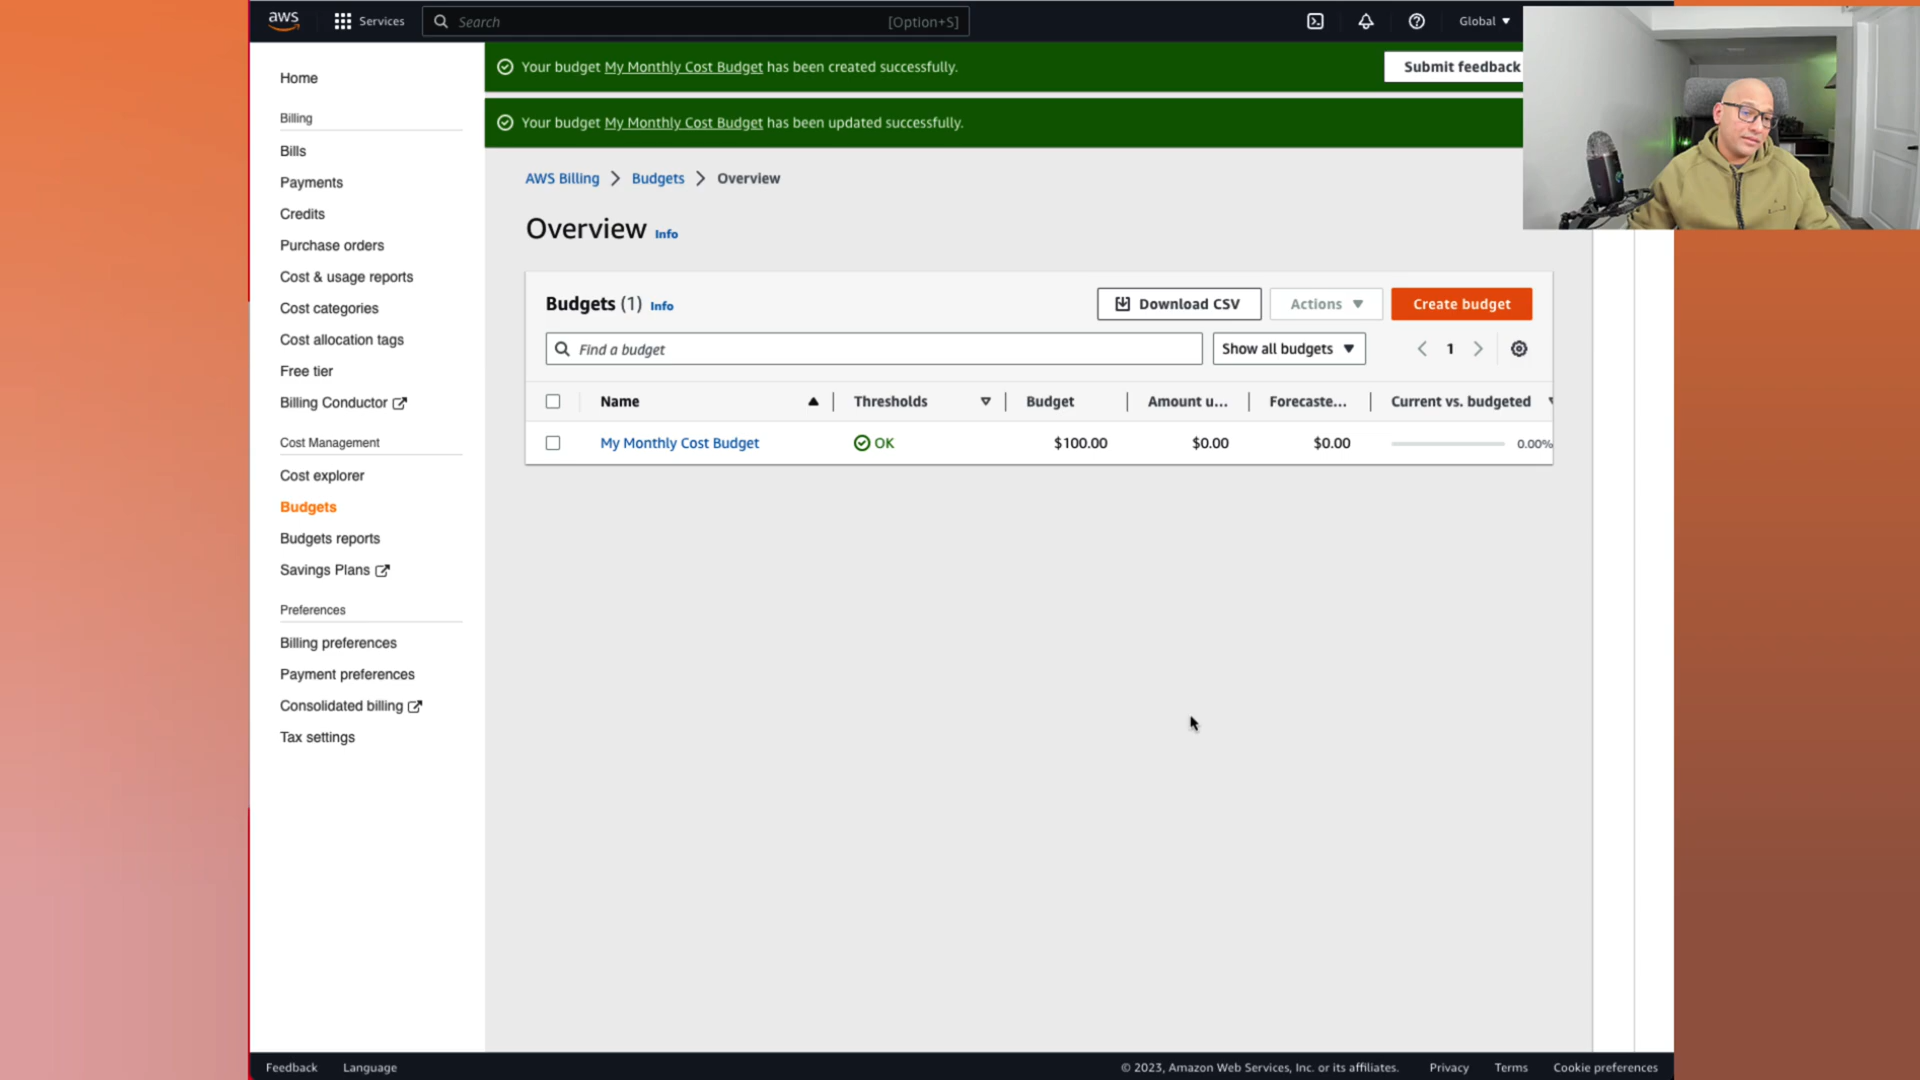 aws
Services
Search
[Option+S]
Global
Home
Billing
Bills
Payments
Credits
Purchase orders
Cost & usage reports
Cost categories
Cost allocation tags
Free tier
Billing Conductor
Cost Management
Cost explorer
Budgets
Budgets reports
Savings Plans
Preferences
Billing preferences
Payment preferences
Consolidated billing
Tax settings
Your budget My Monthly Cost Budget has been created successfully.
Submit feedback
Your budget My Monthly Cost Budget has been updated successfully.
AWS Billing
Budgets
Overview
Overview Info
Budgets (1) Info
Download CSV
Actions
Create budget
Find a budget
Show all budgets
1
Name
Thresholds
Budget
Amount u...
Forecaste...
Current vs. budgeted
My Monthly Cost Budget
OK
$100.00
$0.00
$0.00
0.00%
Feedback
Language
© 2023, Amazon Web Services, Inc. or its affiliates.
Privacy
Terms
Cookie preferences